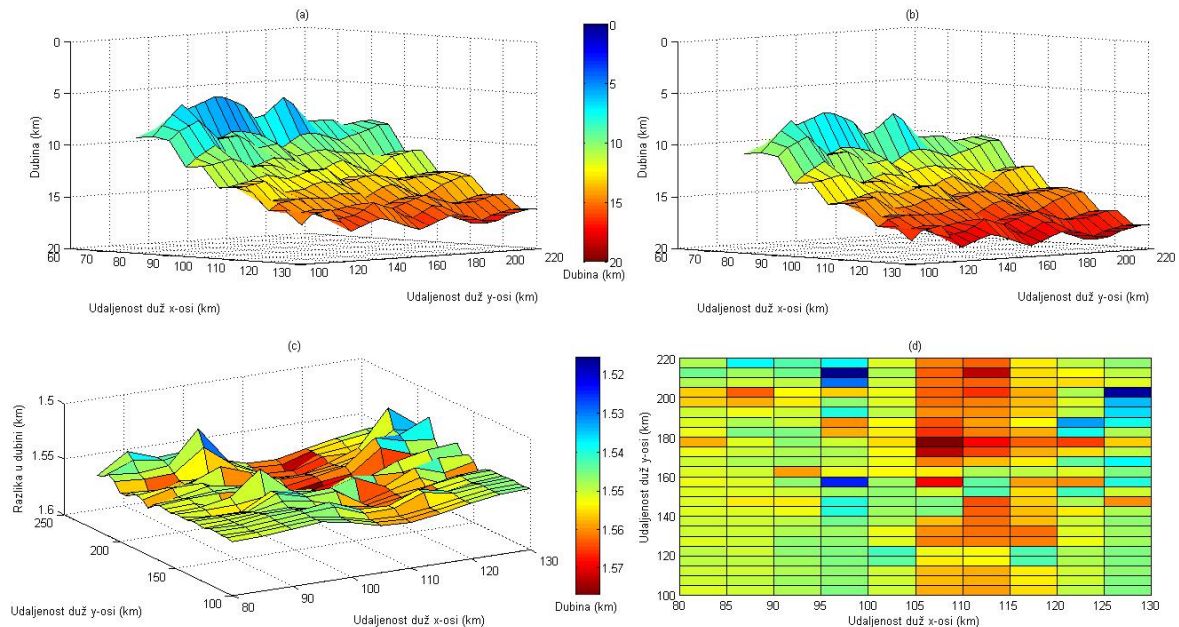 (a)
0
5
10
15
20
Dubina (km)
60 70 80 90 100 110 120 130
100 120 140 160 180 200 220
Udaljenost duž x-osi (km)
Udaljenost duž y-osi (km)
0
5
10
15
20
Dubina (km)
(b)
0
5
10
15
20
Dubina (km)
60 70 80 90 100 110 120 130
100 120 140 160 180 200 220
Udaljenost duž x-osi (km)
Udaljenost duž y-osi (km)
(c)
1.5
1.55
1.6
Razlika u dubini (km)
250 200 150 100
80 90 100 110 120 130
Udaljenost duž y-osi (km)
Udaljenost duž x-osi (km)
1.52
1.53
1.54
1.55
1.56
1.57
Dubina (km)
(d)
220
200
180
160
140
120
100
Udaljenost duž y-osi (km)
80 85 90 95 100 105 110 115 120 125 130
Udaljenost duž x-osi (km)